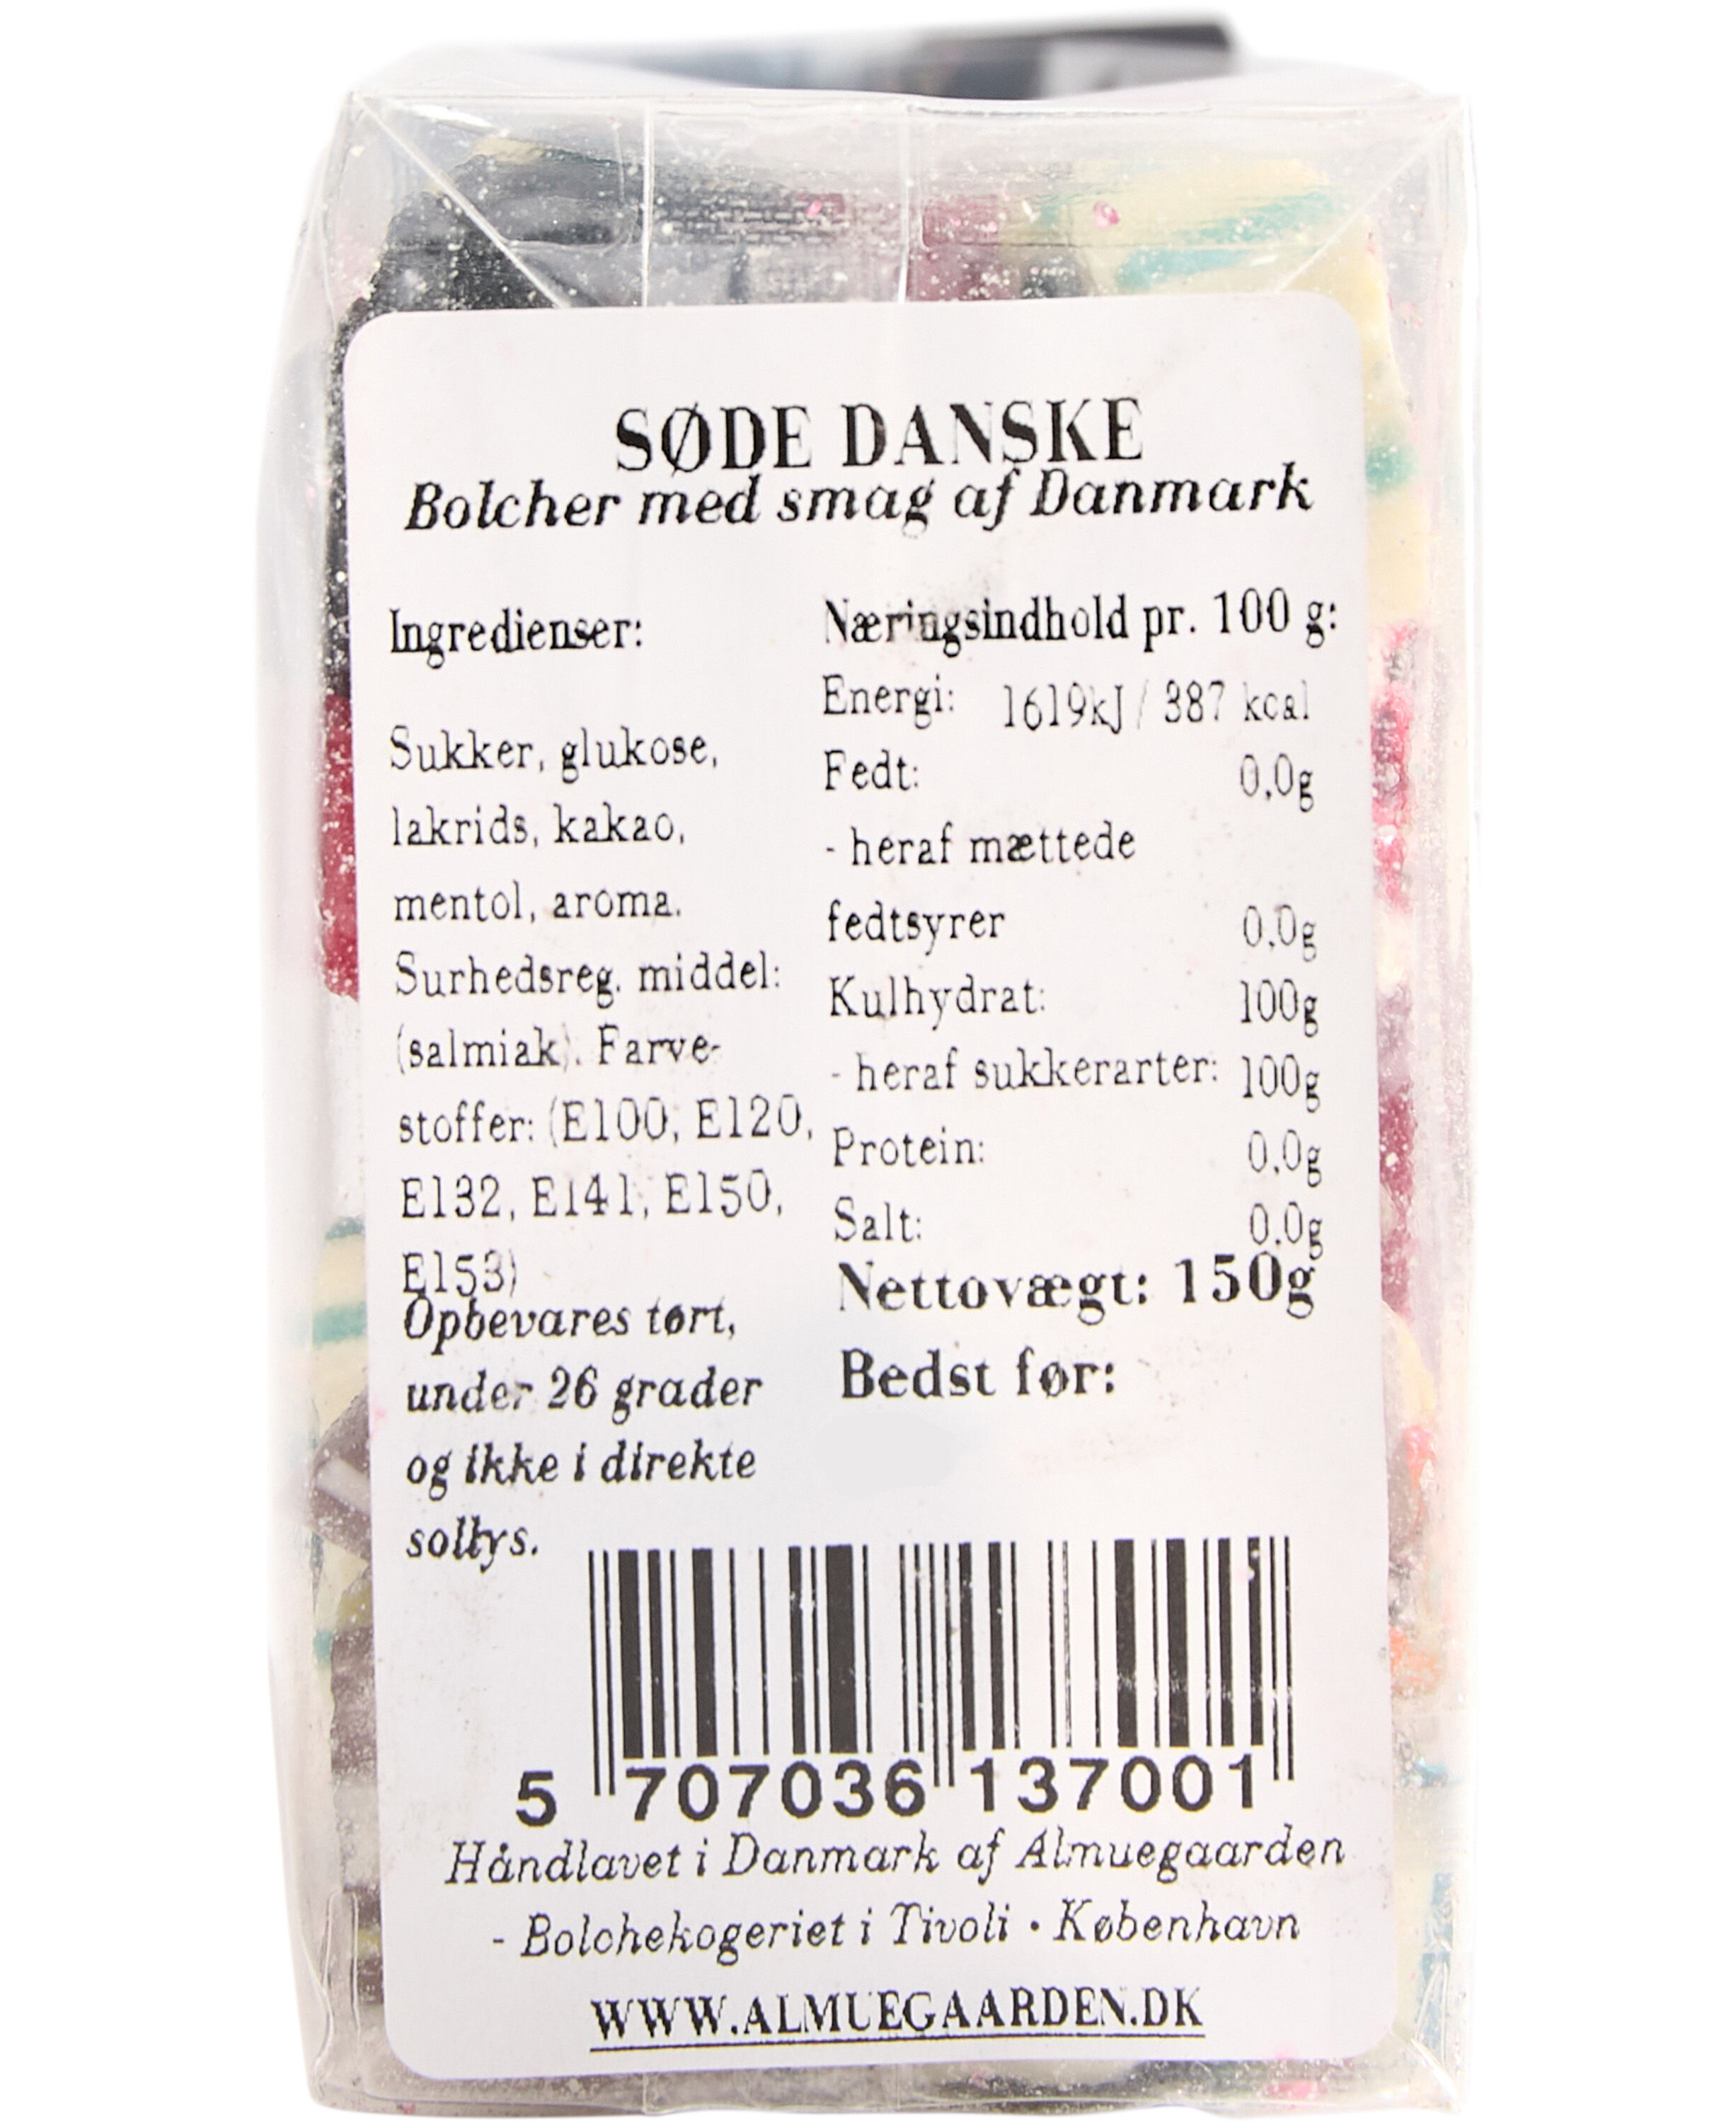 SØDE DANSKE
Bolcher med smag af Danmark
Ingredienser:
Sukker, glukose,
lakrids, kakao,
mentol, aroma.
Surhedsreg. middel:
(salmiak). Farve-
stoffer: (E100, E120,
E132, E141, E150,
E153)
Opbevares tørt,
under 26 grader
og ikke i direkte
sollys.
Næringsindhold pr. 100 g:
Energi: 1619kJ / 387 kcal
Fedt: 0,0g
- heraf mættede
fedtsyrer 0,0g
Kulhydrat: 100g
- heraf sukkerarter: 100g
Protein: 0,0g
Salt: 0,0g
Nettovægt: 150g
Bedst før:
5 707036 137001
Håndlavet i Danmark af Almuegaarden
- Bolchekogeriet i Tivoli • København
WWW.ALMUEGAARDEN.DK